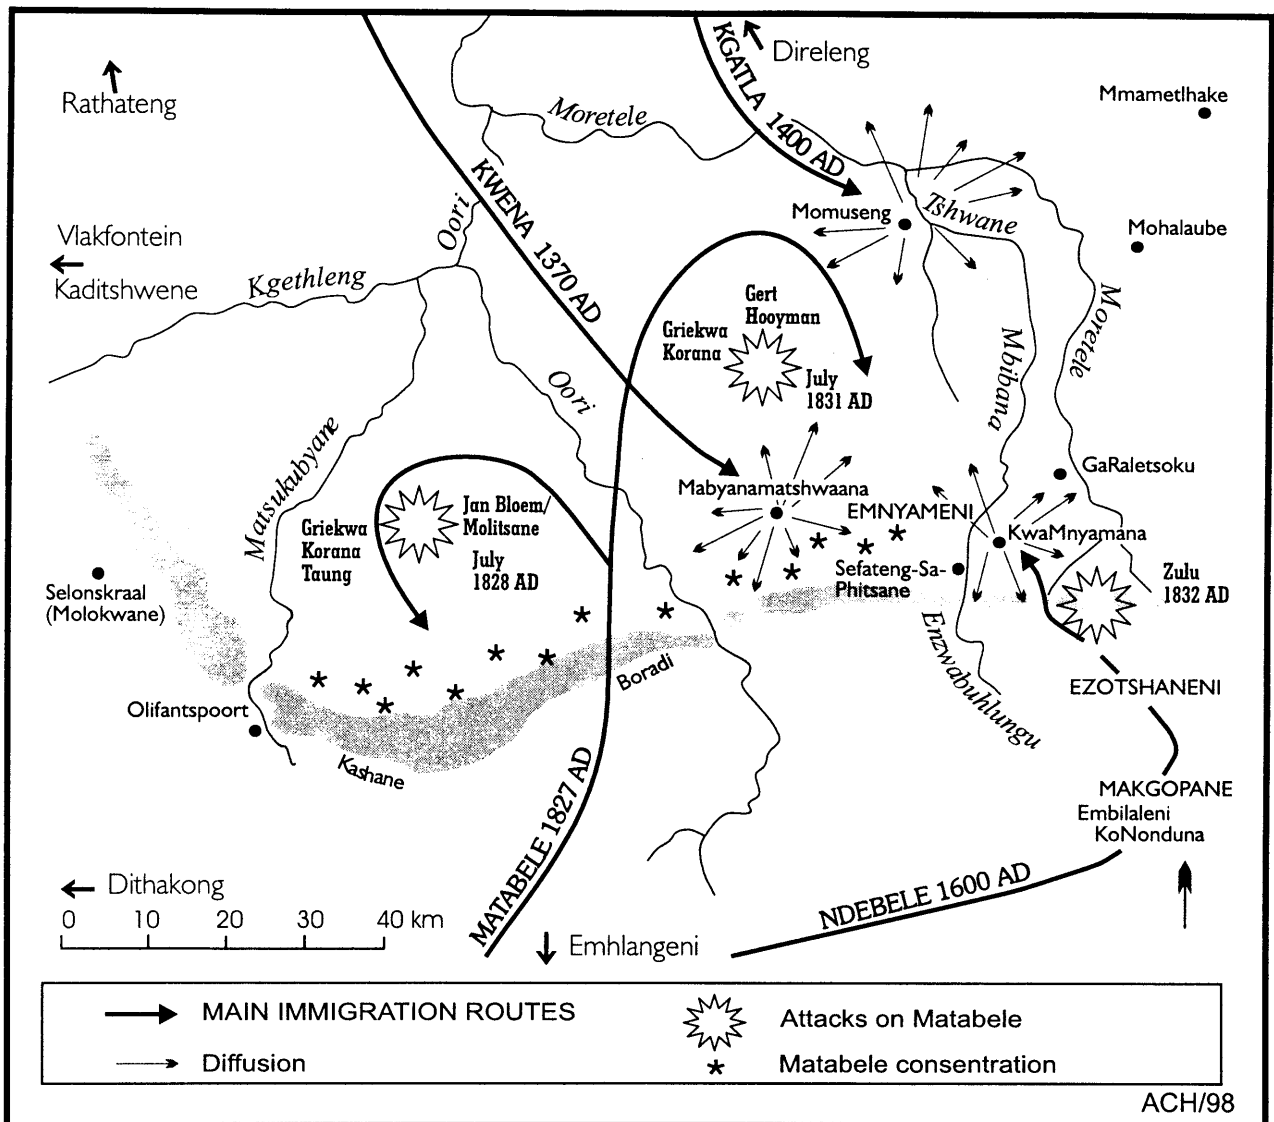 Direleng
Rathateng
Mmametlhake
KGATLA 1400 AD
Moretele
KWENA 1370 AD
Oori
Momuseng
Tshwane
Mohalaube
Vlakfontein
Kaditshwene
Kgethleng
Gert
Hooyman
Griekwa
Korana
July
1831 AD
Moretele
Mbibana
Oori
Matsukubyane
GaRaletsoku
Mabyanamatshwaana
EMNYAMENI
KwaMnyamana
Jan Bloem/
Molitsane
Griekwa
Korana
Taung
July
1828 AD
Sefateng-Sa-
Phitsane
Zulu
1832 AD
Selonskraal
(Molokwane)
Enzwabuhlungu
Boradi
EZOTSHANENI
Olifantspoort
Kashane
MATABELE 1827 AD
MAKGOPANE
Embilaleni
KoNonduna
NDEBELE 1600 AD
Dithakong
0 10 20 30 40 km
Emhlangeni
MAIN IMMIGRATION ROUTES
Attacks on Matabele
Diffusion
Matabele consentration
ACH/98